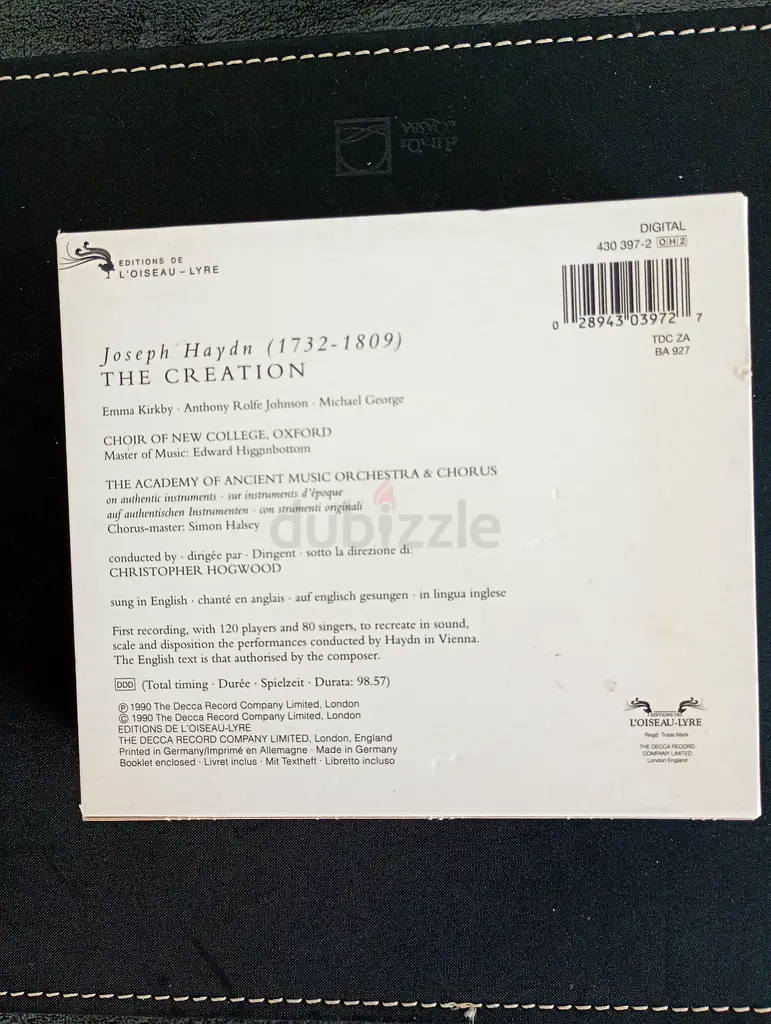 EDITIONS DE
L'OISEAU-LYRE
DIGITAL
430 397-2 OH2
0 28943 03972 7
TDC ZA
BA 927
Joseph Haydn (1732-1809)
THE CREATION
Emma Kirkby · Anthony Rolfe Johnson · Michael George
CHOIR OF NEW COLLEGE, OXFORD
Master of Music: Edward Higginbottom
THE ACADEMY OF ANCIENT MUSIC ORCHESTRA & CHORUS
on authentic instruments · sur instruments d'époque
auf authentischen Instrumenten · con strumenti originali
Chorus-master: Simon Halsey
dubizzle
conducted by · dirigée par · Dirigent · sotto la direzione di:
CHRISTOPHER HOGWOOD
sung in English · chanté en anglais · auf englisch gesungen · in lingua inglese
First recording, with 120 players and 80 singers, to recreate in sound,
scale and disposition the performances conducted by Haydn in Vienna.
The English text is that authorised by the composer.
DDD (Total timing · Durée · Spielzeit · Durata: 98.57)
℗ 1990 The Decca Record Company Limited, London
© 1990 The Decca Record Company Limited, London
EDITIONS DE L'OISEAU-LYRE
THE DECCA RECORD COMPANY LIMITED, London, England
Printed in Germany/Imprimé en Allemagne · Made in Germany
Booklet enclosed · Livret inclus · Mit Textheft · Libretto incluso
EDITIONS DE
L'OISEAU-LYRE
Regd. Trade Mark
THE DECCA RECORD
COMPANY LIMITED
London England